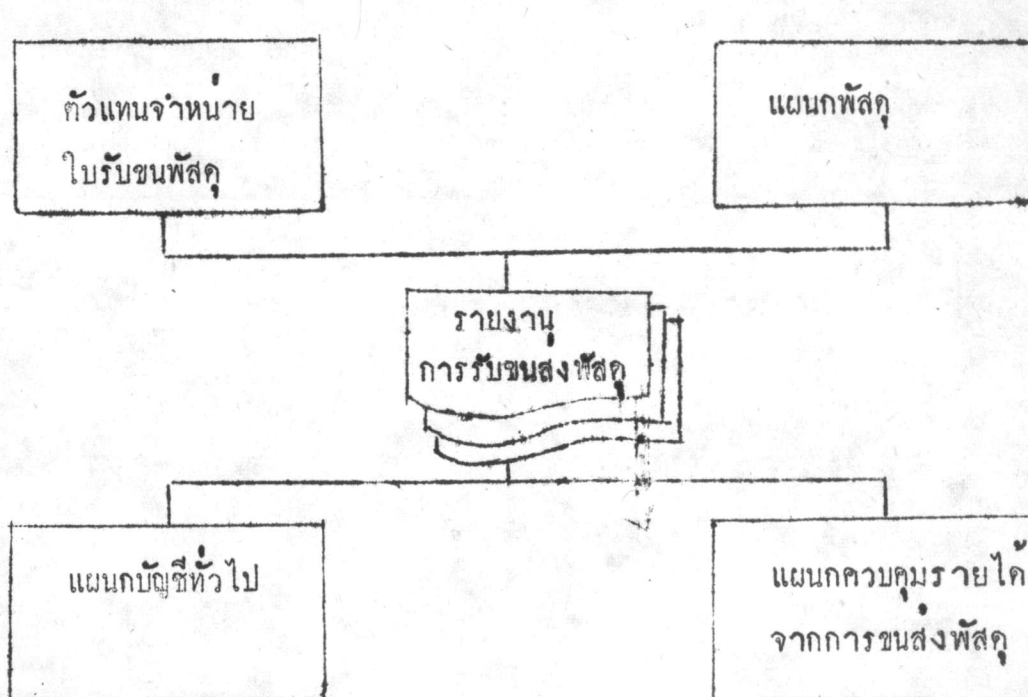 ตัวแทนจำหน่าย
ใบรับขนพัสดุ
แผนกพัสดุ
รายงาน
การรับขนส่งพัสดุ
แผนกบัญชีทั่วไป
แผนกควบคุมรายได้
จากการขนส่งพัสดุ